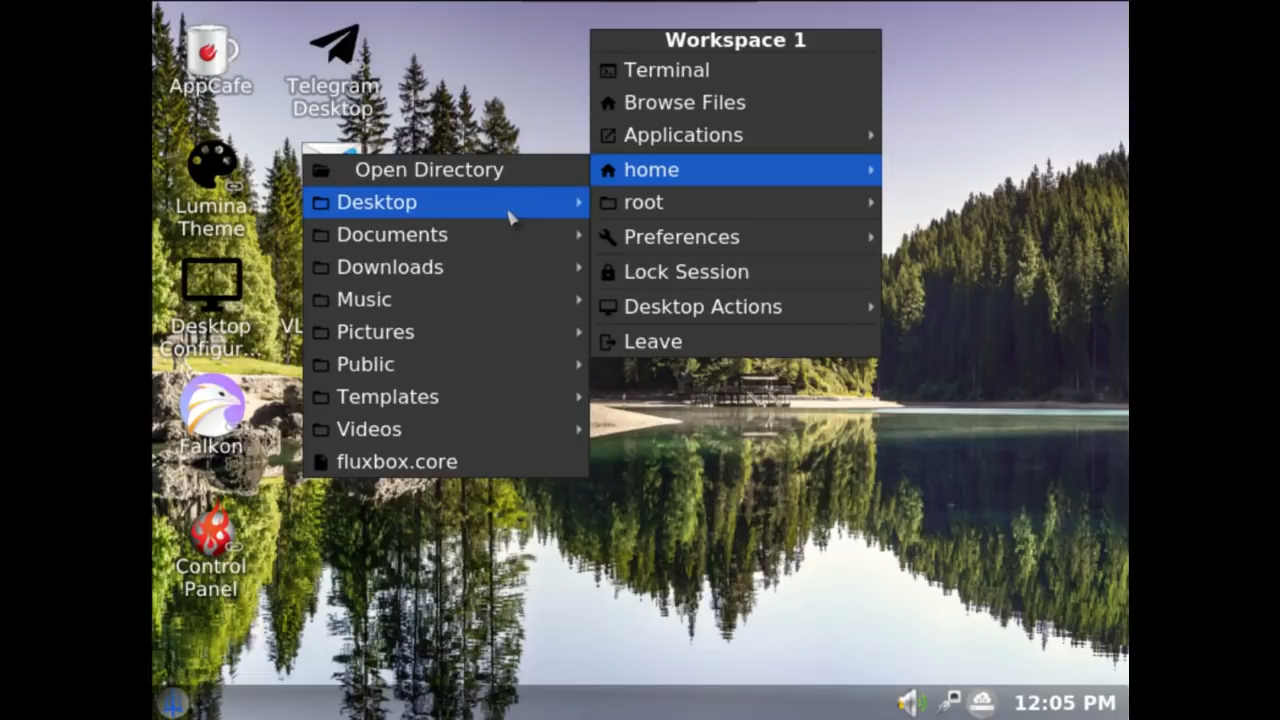 AppCafe
Telegram
Desktop
Lumina
Theme
Desktop
Configur...
VL
Falkon
Control
Panel
Workspace 1
Terminal
Browse Files
Applications
home
root
Preferences
Lock Session
Desktop Actions
Leave
Open Directory
Desktop
Documents
Downloads
Music
Pictures
Public
Templates
Videos
fluxbox.core
12:05 PM